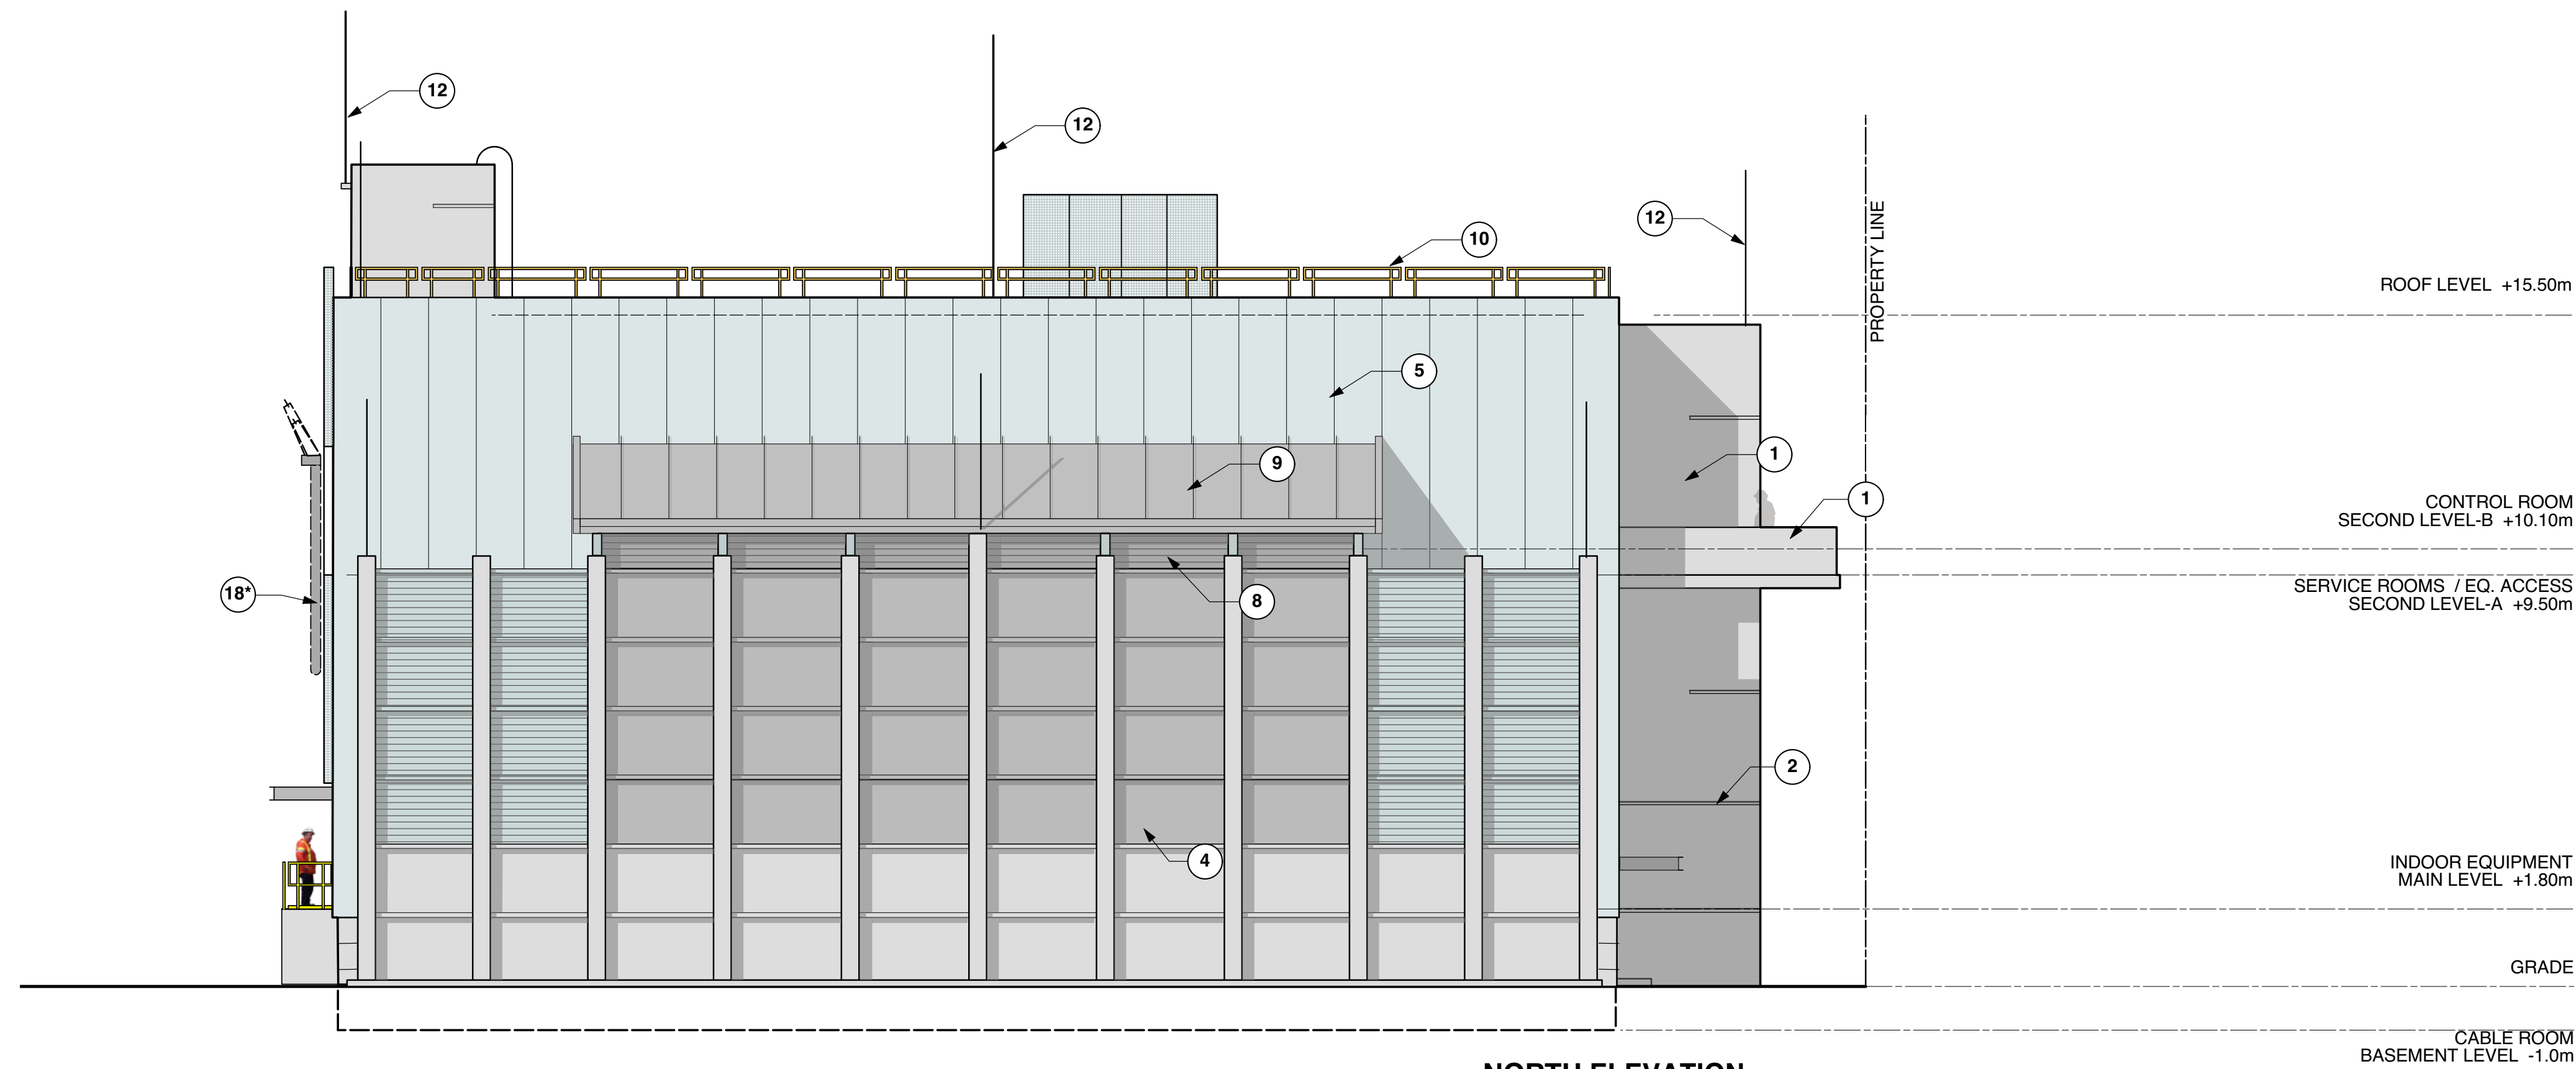 12
12
12
10
PROPERTY LINE
ROOF LEVEL +15.50m
5
9
1
1
CONTROL ROOM
SECOND LEVEL-B +10.10m
18*
8
SERVICE ROOMS / EQ. ACCESS
SECOND LEVEL-A +9.50m
2
4
INDOOR EQUIPMENT
MAIN LEVEL +1.80m
GRADE
CABLE ROOM
BASEMENT LEVEL -1.0m
NORTH ELEVATION